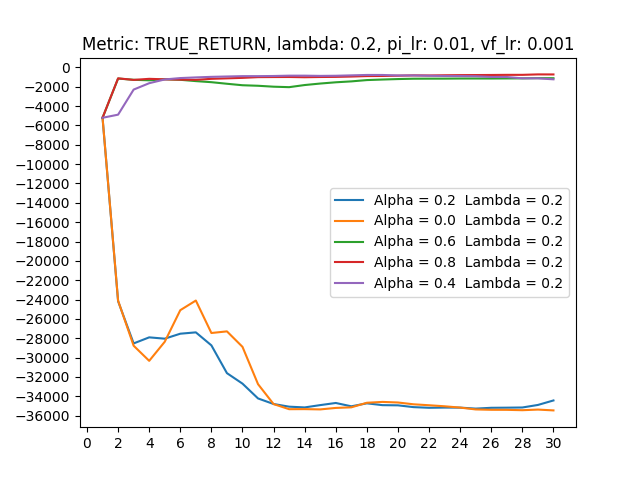 Metric: TRUE_RETURN, lambda: 0.2, pi_lr: 0.01, vf_lr: 0.001
0
−2000
−4000
−6000
−8000
−10000
−12000
−14000
−16000
−18000
−20000
−22000
−24000
−26000
−28000
−30000
−32000
−34000
−36000
Alpha = 0.2 Lambda = 0.2
Alpha = 0.0 Lambda = 0.2
Alpha = 0.6 Lambda = 0.2
Alpha = 0.8 Lambda = 0.2
Alpha = 0.4 Lambda = 0.2
0 2 4 6 8 10 12 14 16 18 20 22 24 26 28 30